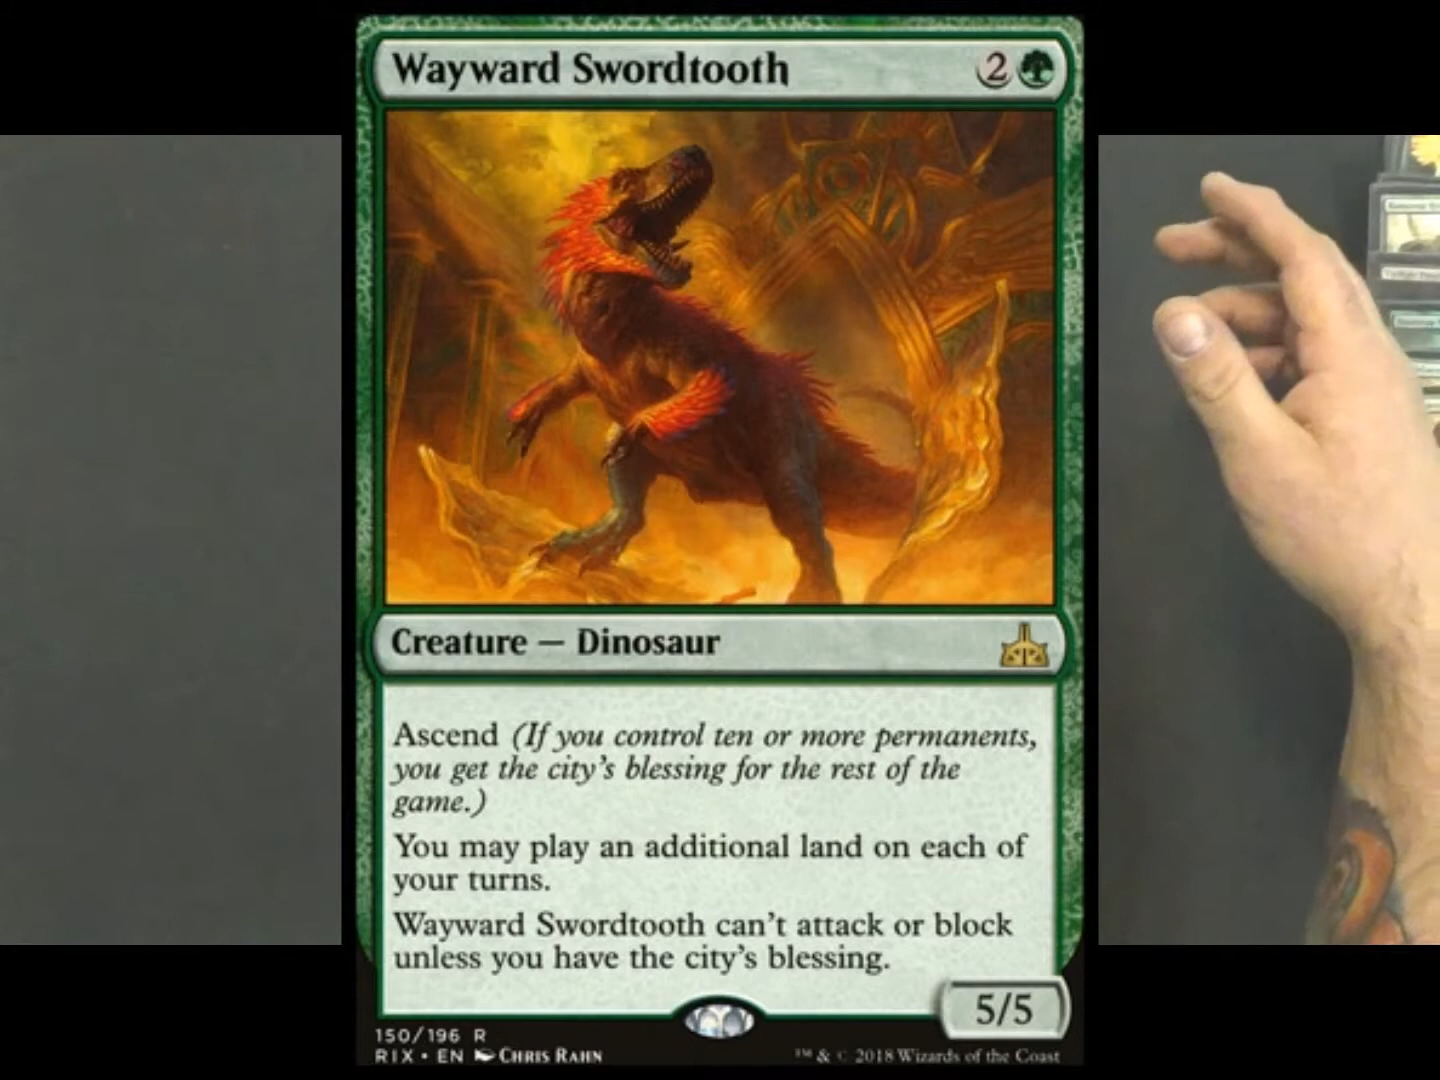 Wayward Swordtooth 2
Creature — Dinosaur
Ascend (If you control ten or more permanents,
you get the city's blessing for the rest of the
game.)
You may play an additional land on each of
your turns.
Wayward Swordtooth can't attack or block
unless you have the city's blessing.
5/5
150/196 R
RIX • EN Chris Rahn
™ & © 2018 Wizards of the Coast